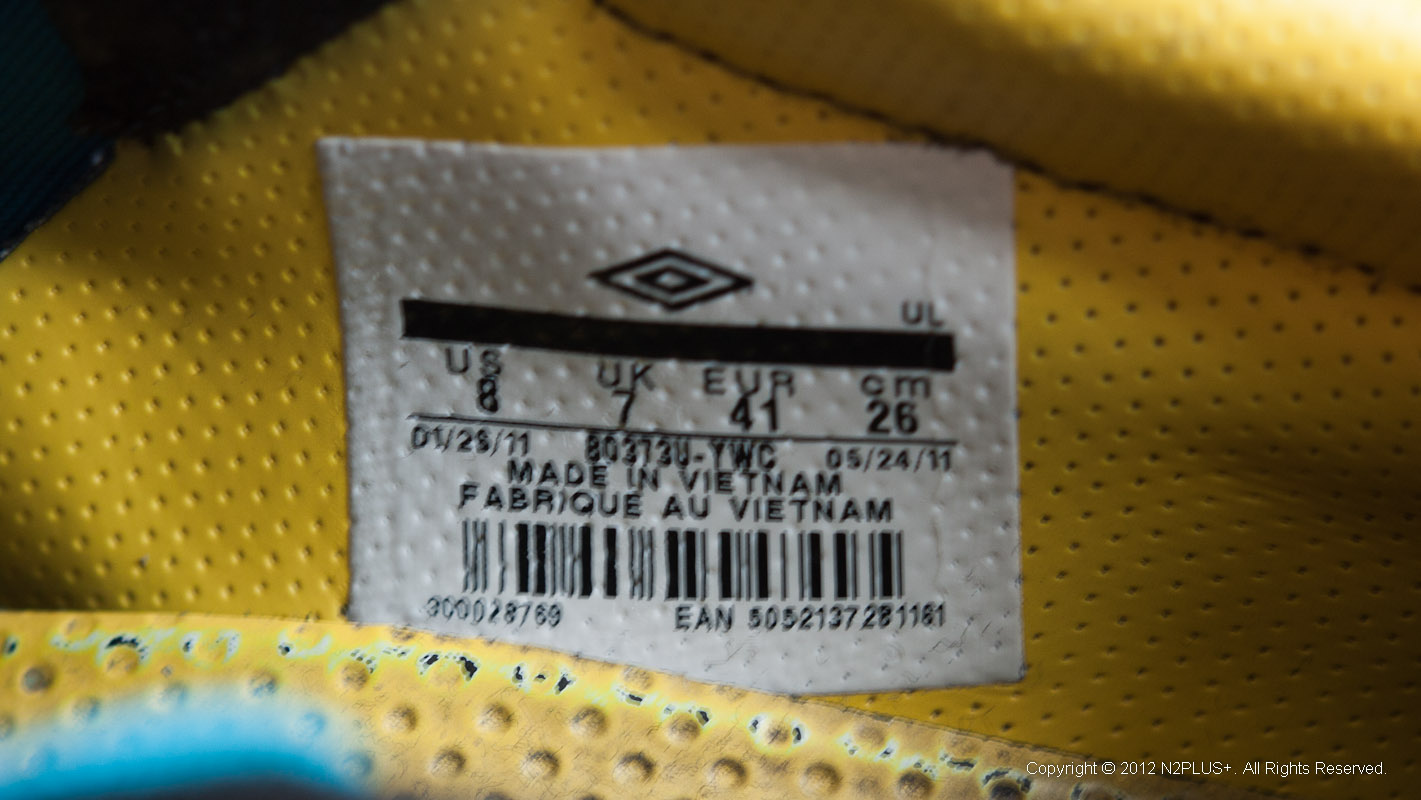 UL
US UK EUR cm
8 7 41 26
01/26/11 80373U-YWC 05/24/11
MADE IN VIETNAM
FABRIQUE AU VIETNAM
300028769 EAN 5052137281161
Copyright © 2012 N2PLUS+. All Rights Reserved.